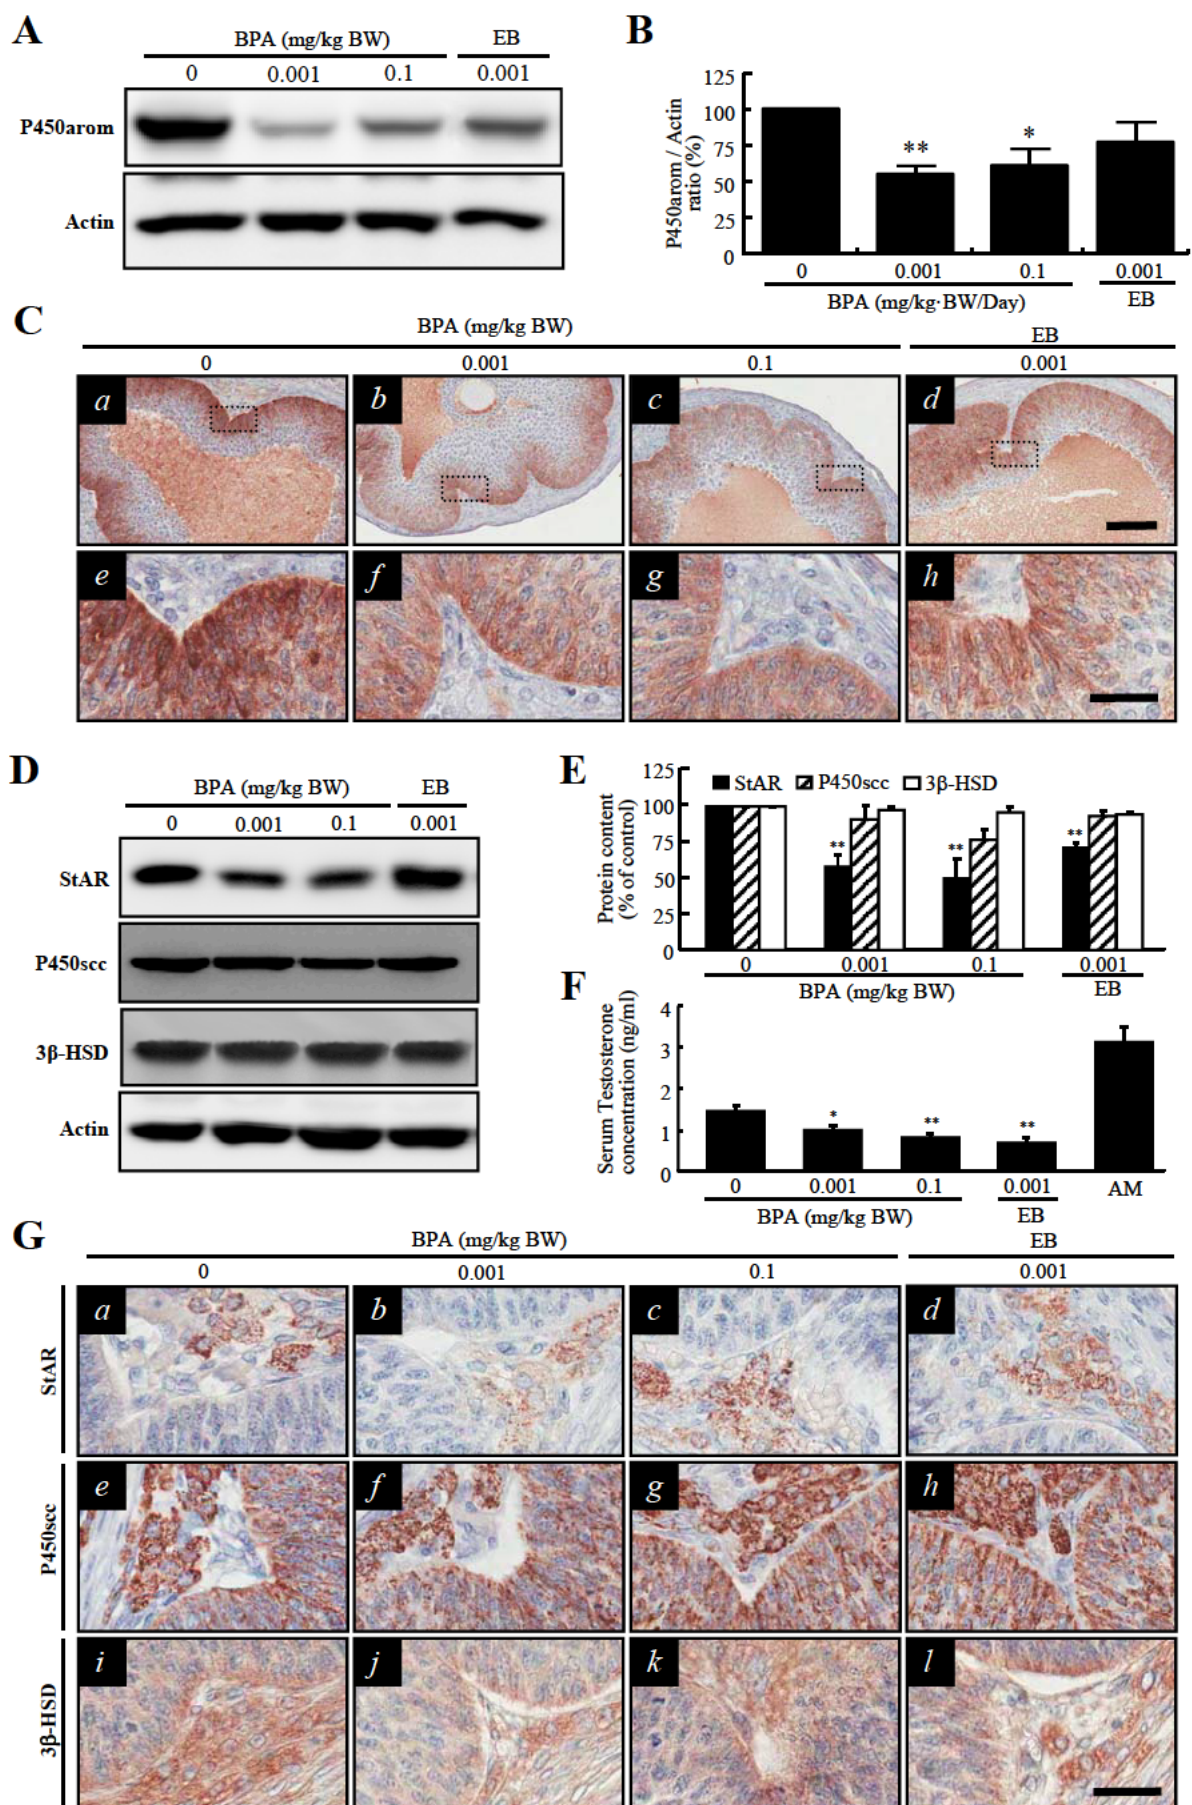 A
BPA (mg/kg BW) EB
0 0.001 0.1 0.001
P450arom
Actin
B
P450arom / Actin
ratio (%)
125
100
75
50
25
0
** *
0 0.001 0.1 0.001
BPA (mg/kg·BW/Day) EB
C
BPA (mg/kg BW) EB
0 0.001 0.1 0.001
a b c d
e f g h
D
BPA (mg/kg BW) EB
0 0.001 0.1 0.001
StAR
P450scc
3β-HSD
Actin
E
Protein content
(% of control)
125
100
75
50
25
0
StAR P450scc 3β-HSD
** ** **
0 0.001 0.1 0.001
BPA (mg/kg BW) EB
F
Serum Testosterone
concentration (ng/ml)
4
3
2
1
0
* ** **
0 0.001 0.1 0.001 AM
BPA (mg/kg BW) EB
G
BPA (mg/kg BW) EB
0 0.001 0.1 0.001
StAR
a b c d
P450scc
e f g h
3β-HSD
i j k l